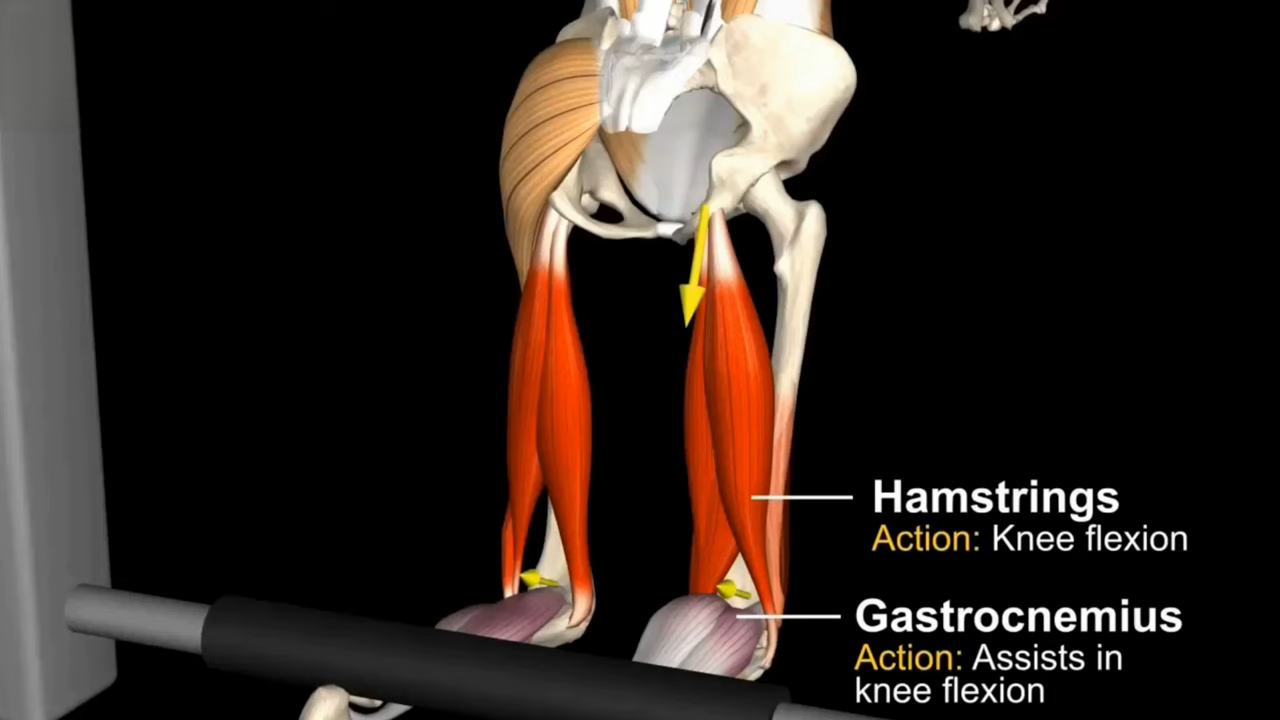 Hamstrings
Action: Knee flexion
Gastrocnemius
Action: Assists in
knee flexion